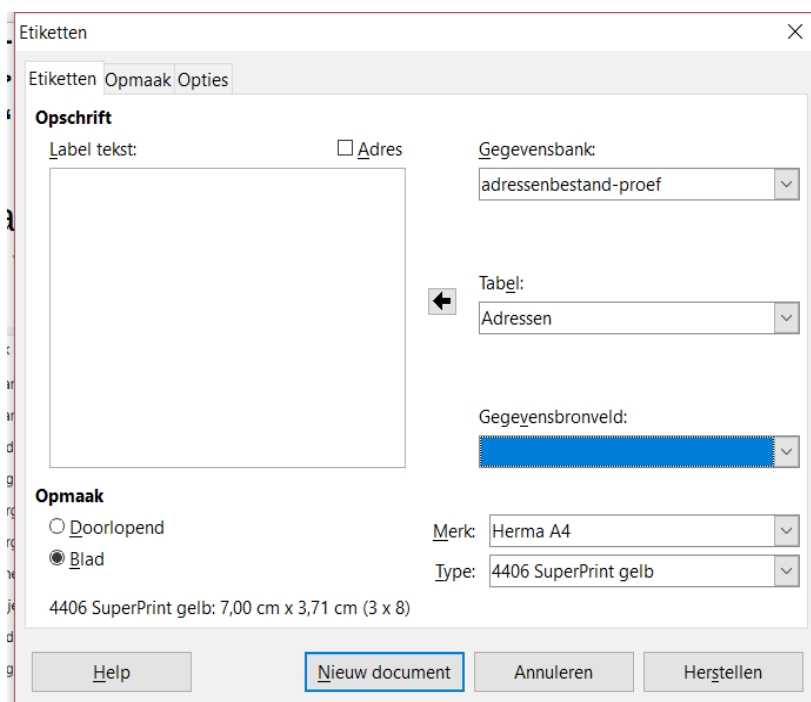 Etiketten
Etiketten Opmaak Opties
Opschrift
Label tekst:
Adres
Gegevensbank:
adressenbestand-proef
Tabel:
Adressen
Gegevensbronveld:
Opmaak
Doorlopend
Blad
Merk: Herma A4
Type: 4406 SuperPrint gelb
4406 SuperPrint gelb: 7,00 cm x 3,71 cm (3 x 8)
Help Nieuw document Annuleren Herstellen